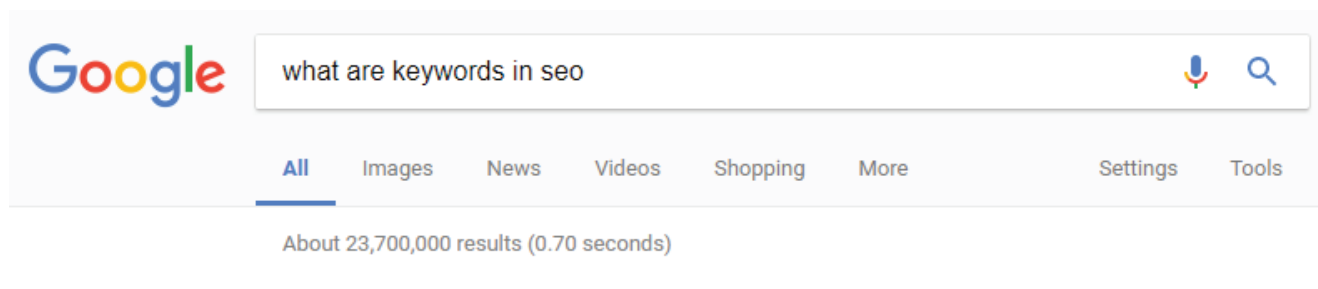 Google what are keywords in seo
All Images News Videos Shopping More Settings Tools
About 23,700,000 results (0.70 seconds)